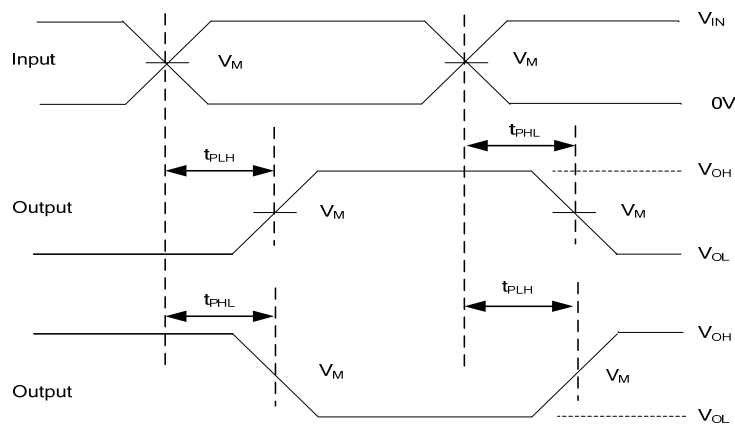 V_IN
Input
V_M
V_M
0V
t_PLH
t_PHL
V_OH
Output
V_M
V_M
V_OL
t_PHL
t_PLH
V_OH
V_M
V_M
Output
V_OL